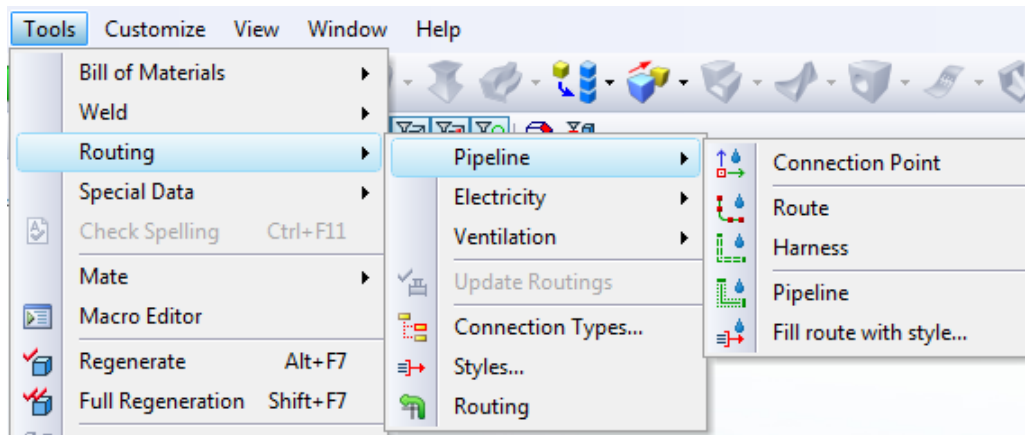 Tools Customize View Window Help
Bill of Materials
Weld
Routing
Special Data
Check Spelling Ctrl+F11
Mate
Macro Editor
Regenerate Alt+F7
Full Regeneration Shift+F7
Pipeline
Electricity
Ventilation
Update Routings
Connection Types...
Styles...
Routing
Connection Point
Route
Harness
Pipeline
Fill route with style...